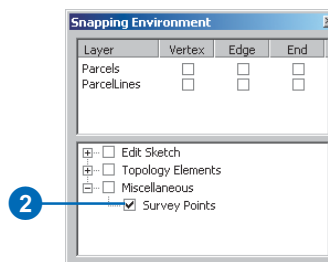 Snapping Environment
Layer Vertex Edge End
Parcels
ParcelLines
Edit Sketch
Topology Elements
Miscellaneous
2 Survey Points